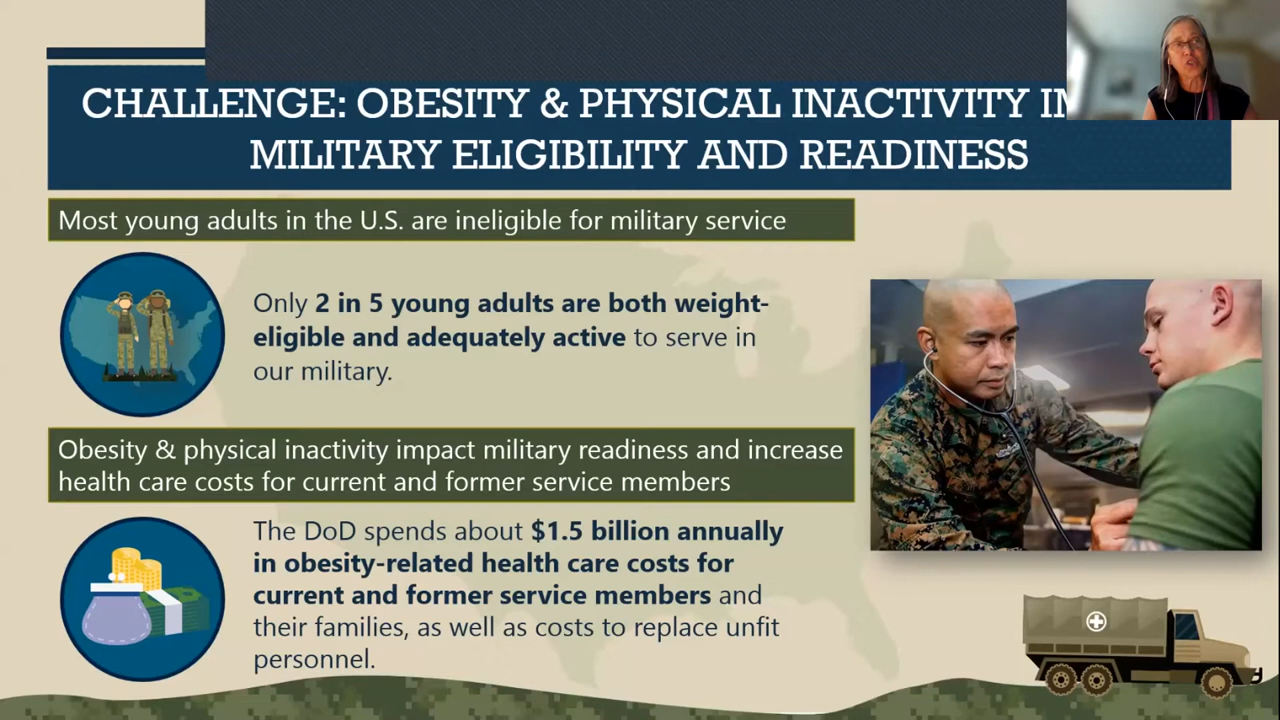 CHALLENGE: OBESITY & PHYSICAL INACTIVITY
MILITARY ELIGIBILITY AND READINESS
Most young adults in the U.S. are ineligible for military service
Only 2 in 5 young adults are both weight-
eligible and adequately active to serve in
our military.
Obesity & physical inactivity impact military readiness and increase
health care costs for current and former service members
The DoD spends about $1.5 billion annually
in obesity-related health care costs for
current and former service members and
their families, as well as costs to replace unfit
personnel.